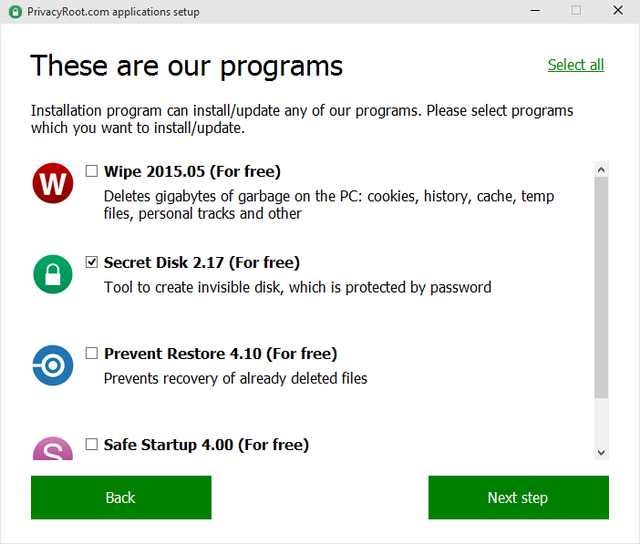 PrivacyRoot.com applications setup
These are our programs
Select all
Installation program can install/update any of our programs. Please select programs
which you want to install/update.
W
Wipe 2015.05 (For free)
Deletes gigabytes of garbage on the PC: cookies, history, cache, temp
files, personal tracks and other
Secret Disk 2.17 (For free)
Tool to create invisible disk, which is protected by password
Prevent Restore 4.10 (For free)
Prevents recovery of already deleted files
S
Safe Startup 4.00 (For free)
Back
Next step